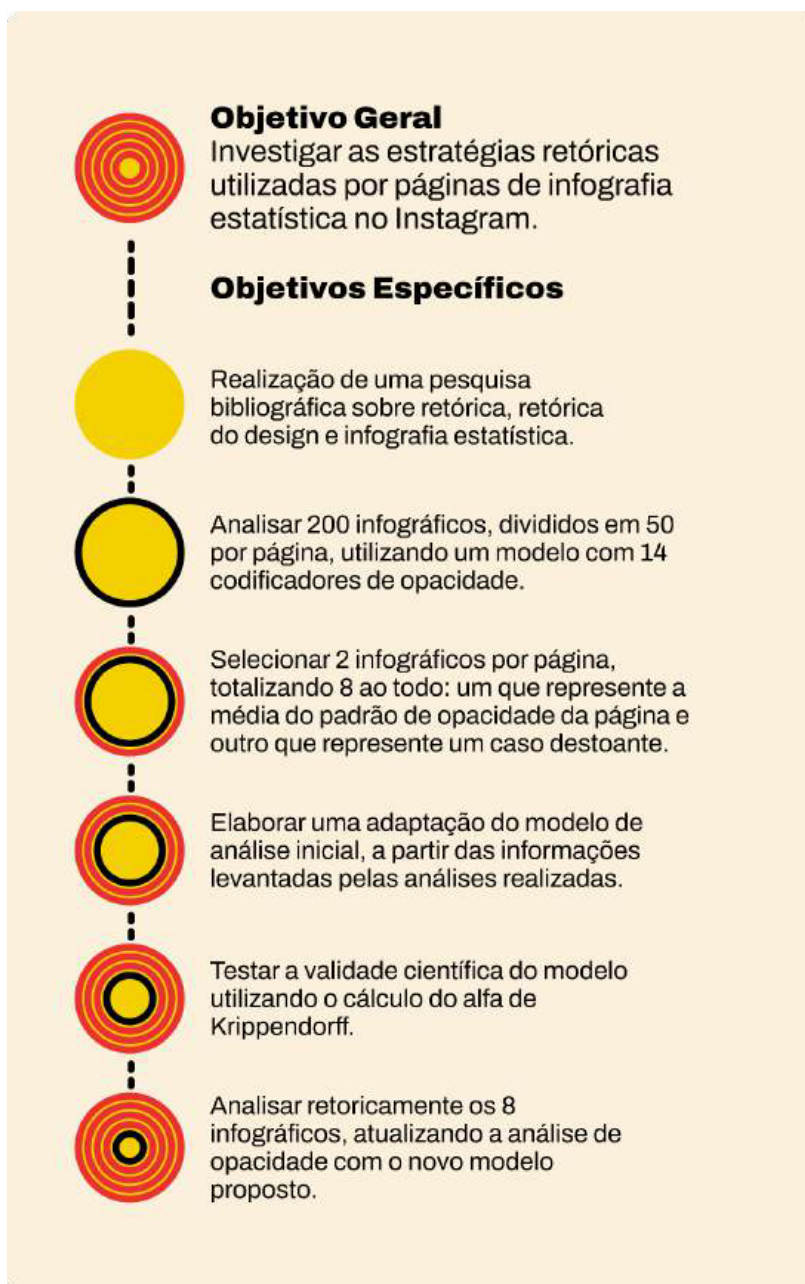 Objetivo Geral
Investigar as estratégias retóricas
utilizadas por páginas de infografia
estatística no Instagram.
Objetivos Específicos
Realização de uma pesquisa
bibliográfica sobre retórica, retórica
do design e infografia estatística.
Analisar 200 infográficos, divididos em 50
por página, utilizando um modelo com 14
codificadores de opacidade.
Selecionar 2 infográficos por página,
totalizando 8 ao todo: um que represente a
média do padrão de opacidade da página e
outro que represente um caso destoante.
Elaborar uma adaptação do modelo de
análise inicial, a partir das informações
levantadas pelas análises realizadas.
Testar a validade científica do modelo
utilizando o cálculo do alfa de
Krippendorff.
Analisar retoricamente os 8
infográficos, atualizando a análise de
opacidade com o novo modelo
proposto.